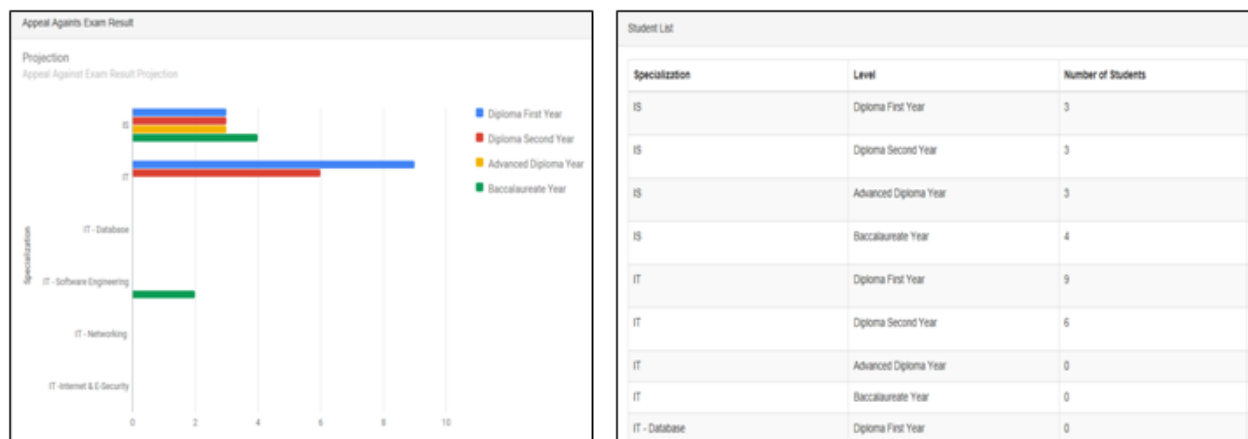 Appeal Againts Exam Result
Projection
Appeal Against Exam Result Projection
IS
IT
IT - Database
IT - Software Engineering
IT - Networking
IT -Internet & E-Security
Specialization
0 2 4 6 8 10
Diploma First Year
Diploma Second Year
Advanced Diploma Year
Baccalaureate Year
Student List
Specialization Level Number of Students
IS Diploma First Year 3
IS Diploma Second Year 3
IS Advanced Diploma Year 3
IS Baccalaureate Year 4
IT Diploma First Year 9
IT Diploma Second Year 6
IT Advanced Diploma Year 0
IT Baccalaureate Year 0
IT - Database Diploma First Year 0